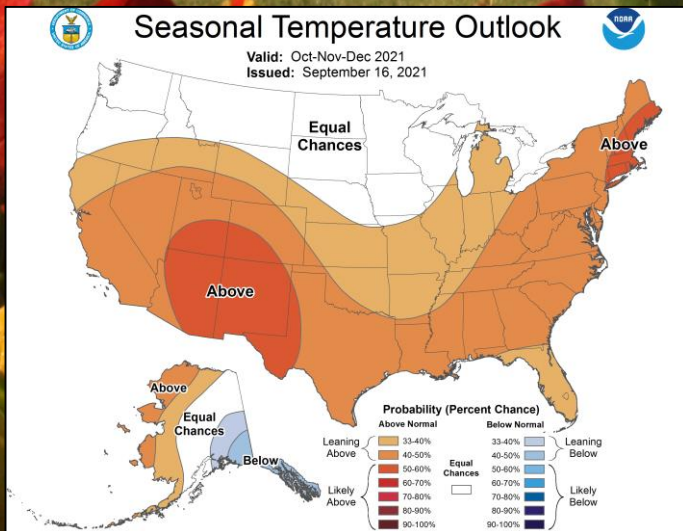 Seasonal Temperature Outlook
NOAA
Valid: Oct-Nov-Dec 2021
Issued: September 16, 2021
Equal
Chances
Above
Above
Above
Equal
Chances
Below
Probability (Percent Chance)
Above Normal
Below Normal
Leaning
Above
33-40%
40-50%
Likely
Above
50-60%
60-70%
70-80%
80-90%
90-100%
Equal
Chances
33-40%
40-50%
Leaning
Below
50-60%
60-70%
70-80%
80-90%
90-100%
Likely
Below